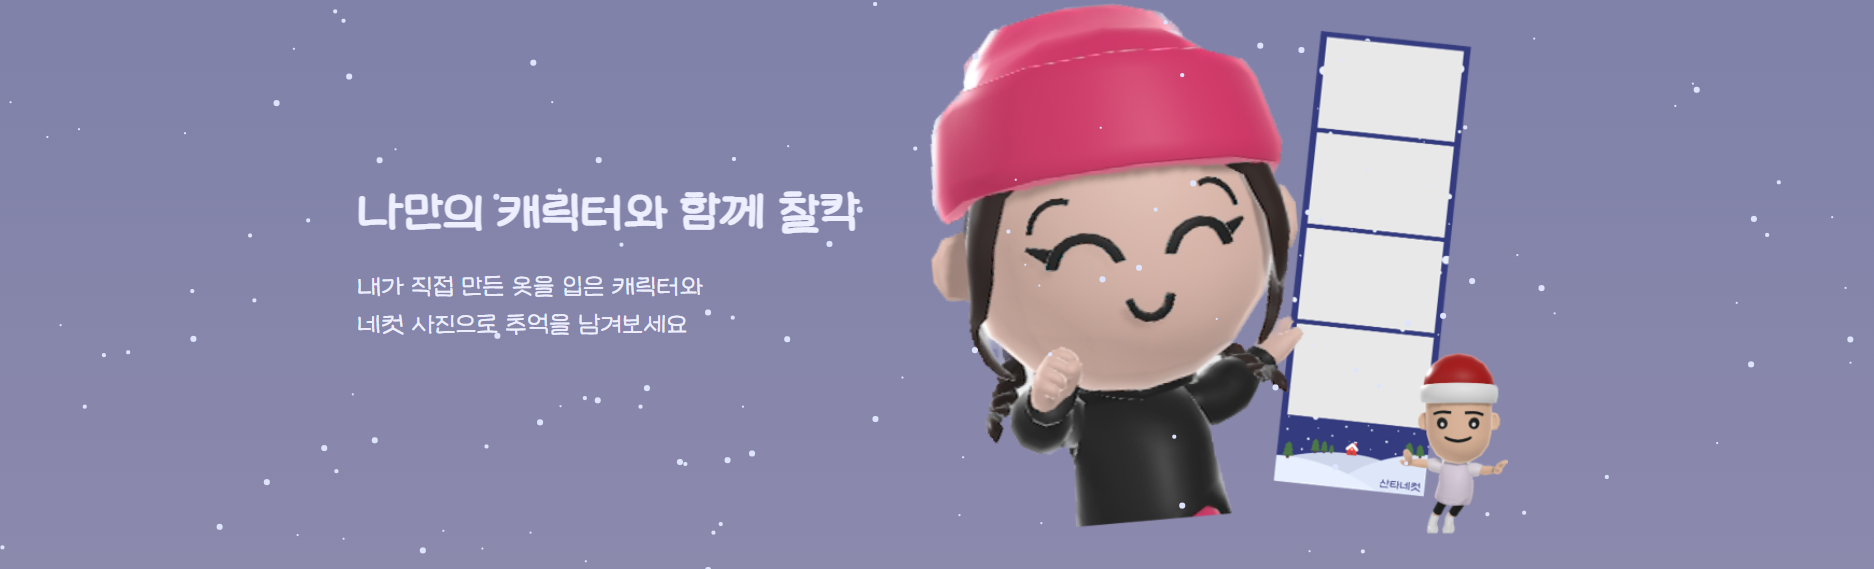 나만의 캐릭터와 함께 찰칵
내가 직접 만든 옷을 입은 캐릭터와
네컷 사진으로 추억을 남겨보세요
산타네컷